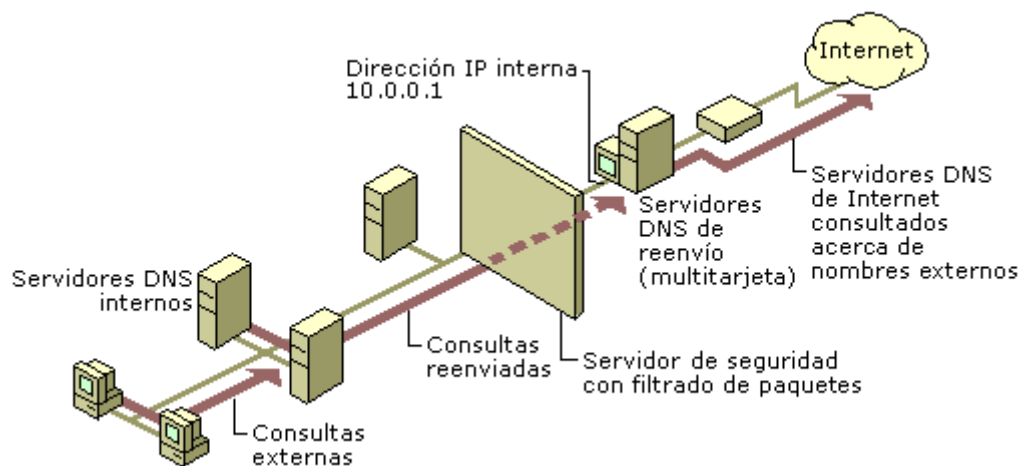 Internet
Dirección IP interna
10.0.0.1
Servidores DNS
de Internet
consultados
acerca de
nombres externos
Servidores
DNS de
reenvío
(multitarjeta)
Servidores DNS
internos
Consultas
reenviadas
Servidor de seguridad
con filtrado de paquetes
Consultas
externas